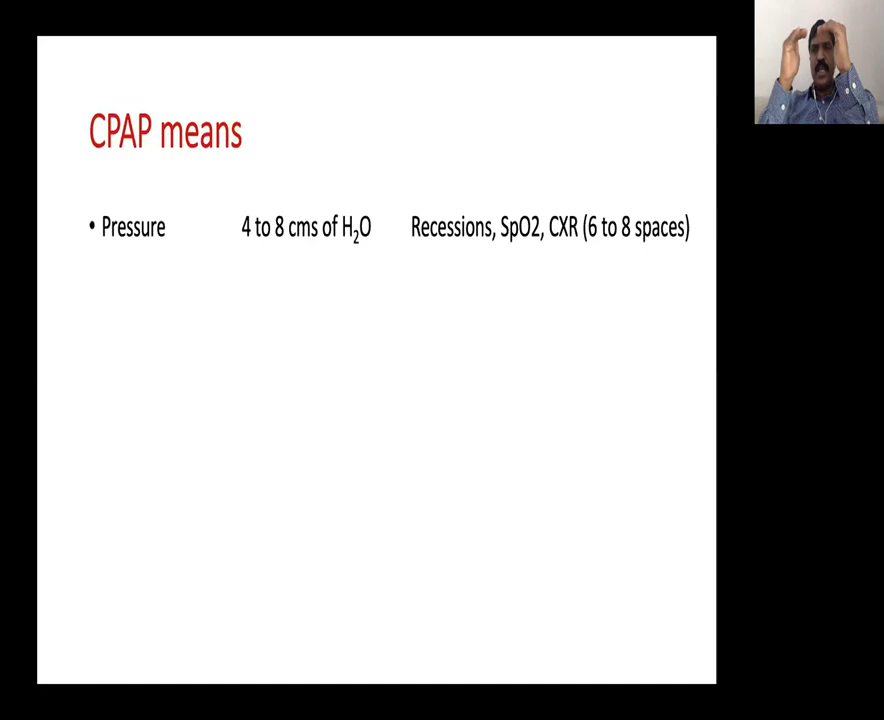 CPAP means
• Pressure 4 to 8 cms of H₂O Recessions, SpO2, CXR (6 to 8 spaces)